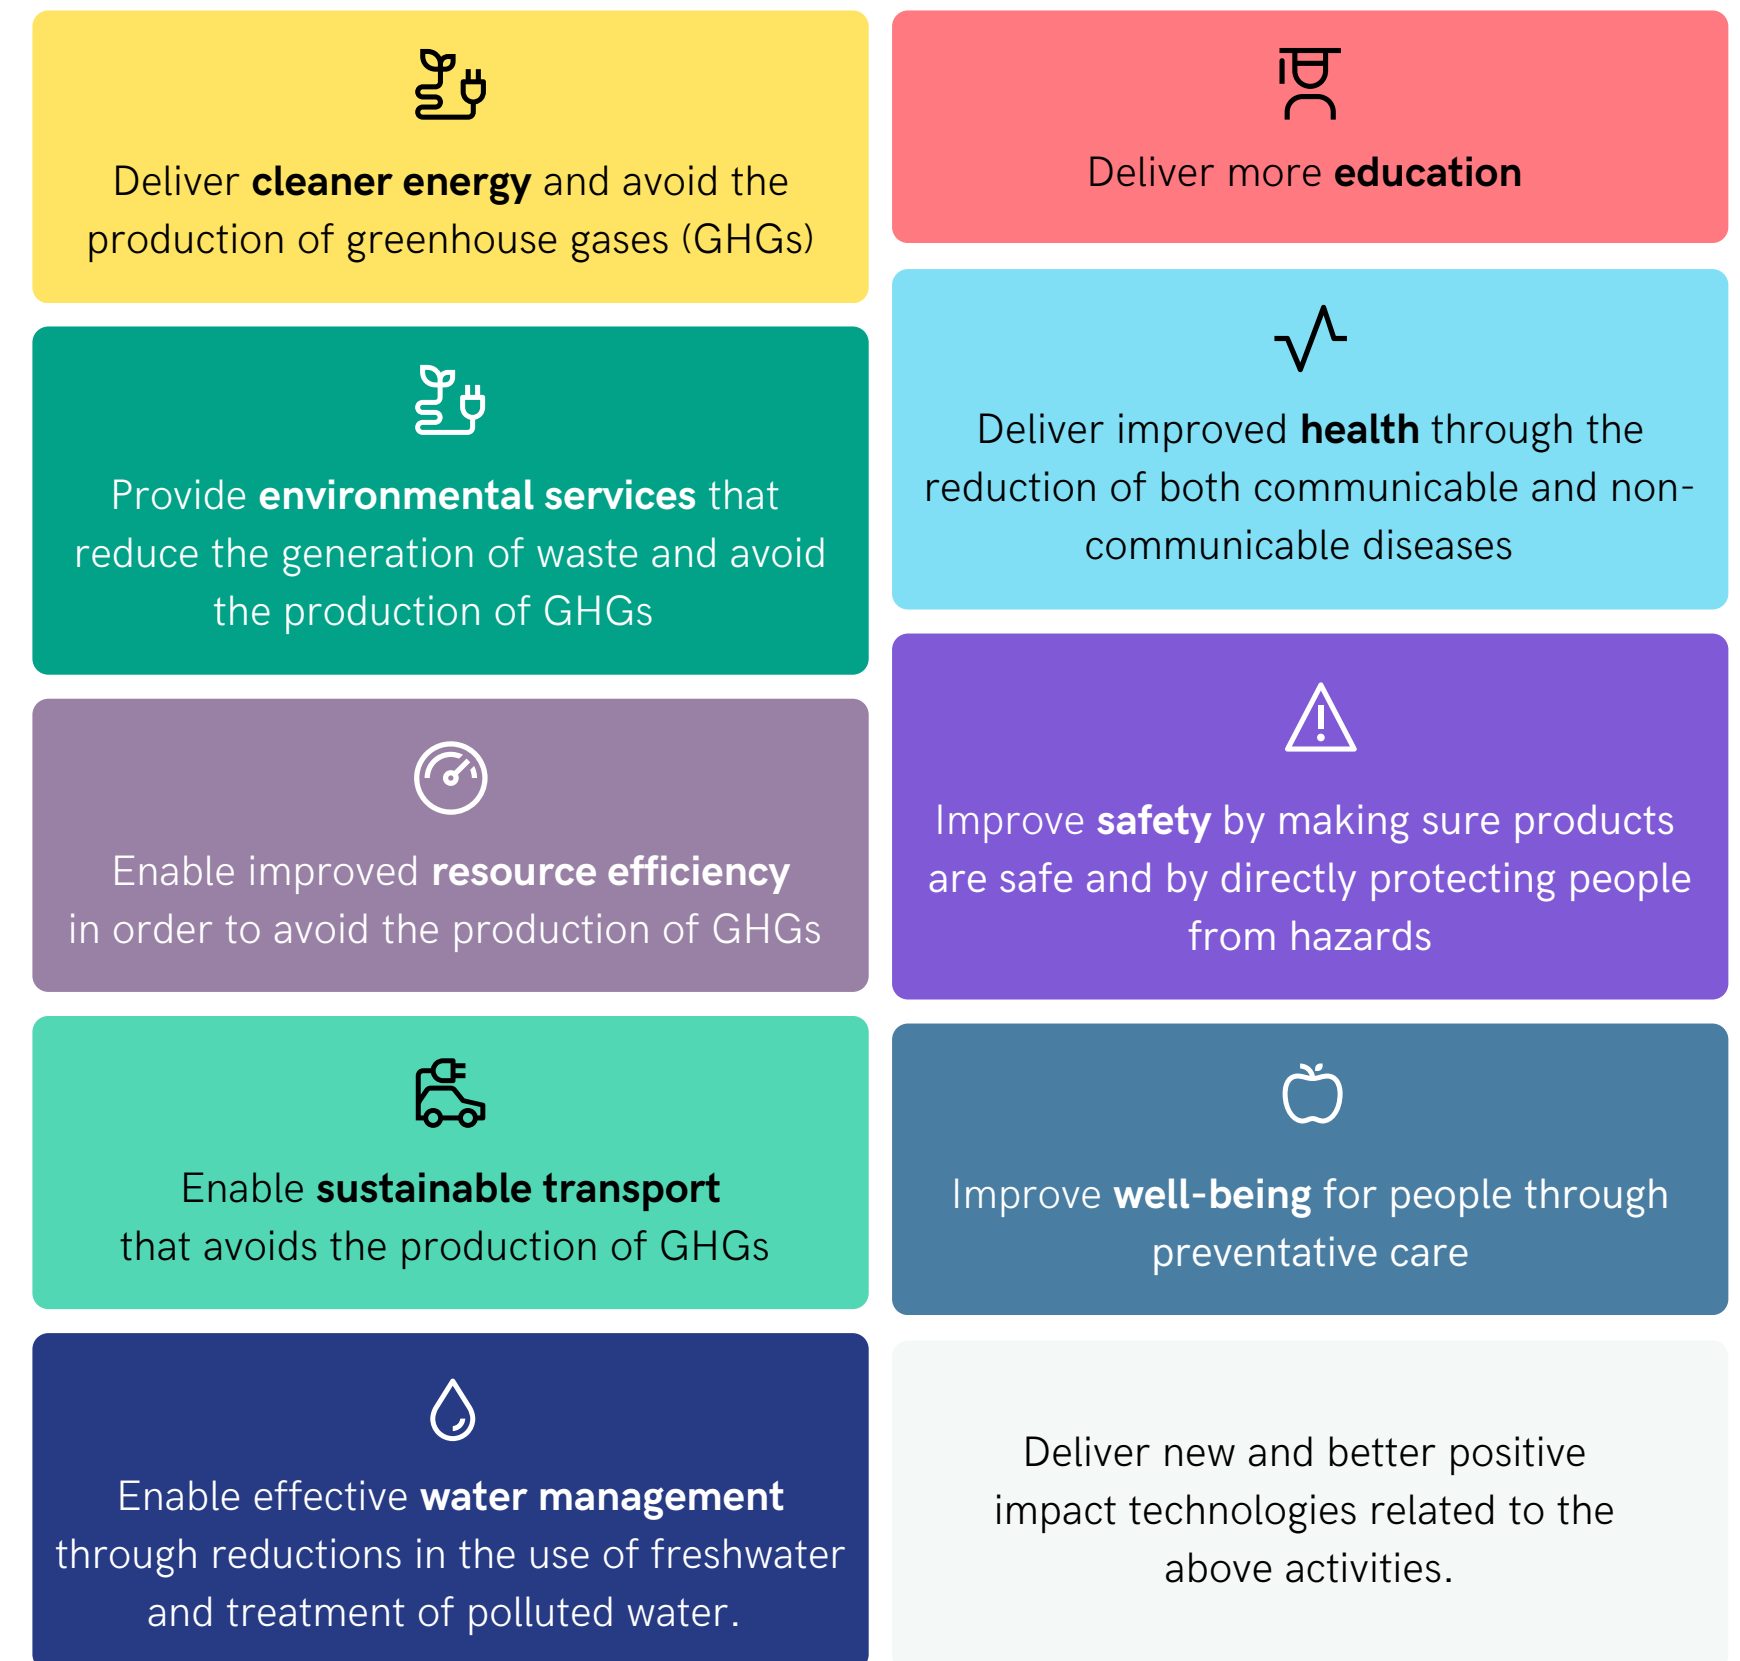 Deliver cleaner energy and avoid the
production of greenhouse gases (GHGs)
Provide environmental services that
reduce the generation of waste and avoid
the production of GHGs
Enable improved resource efficiency
in order to avoid the production of GHGs
Enable sustainable transport
that avoids the production of GHGs
Enable effective water management
through reductions in the use of freshwater
and treatment of polluted water.
Deliver more education
Deliver improved health through the
reduction of both communicable and non-
communicable diseases
Improve safety by making sure products
are safe and by directly protecting people
from hazards
Improve well-being for people through
preventative care
Deliver new and better positive
impact technologies related to the
above activities.